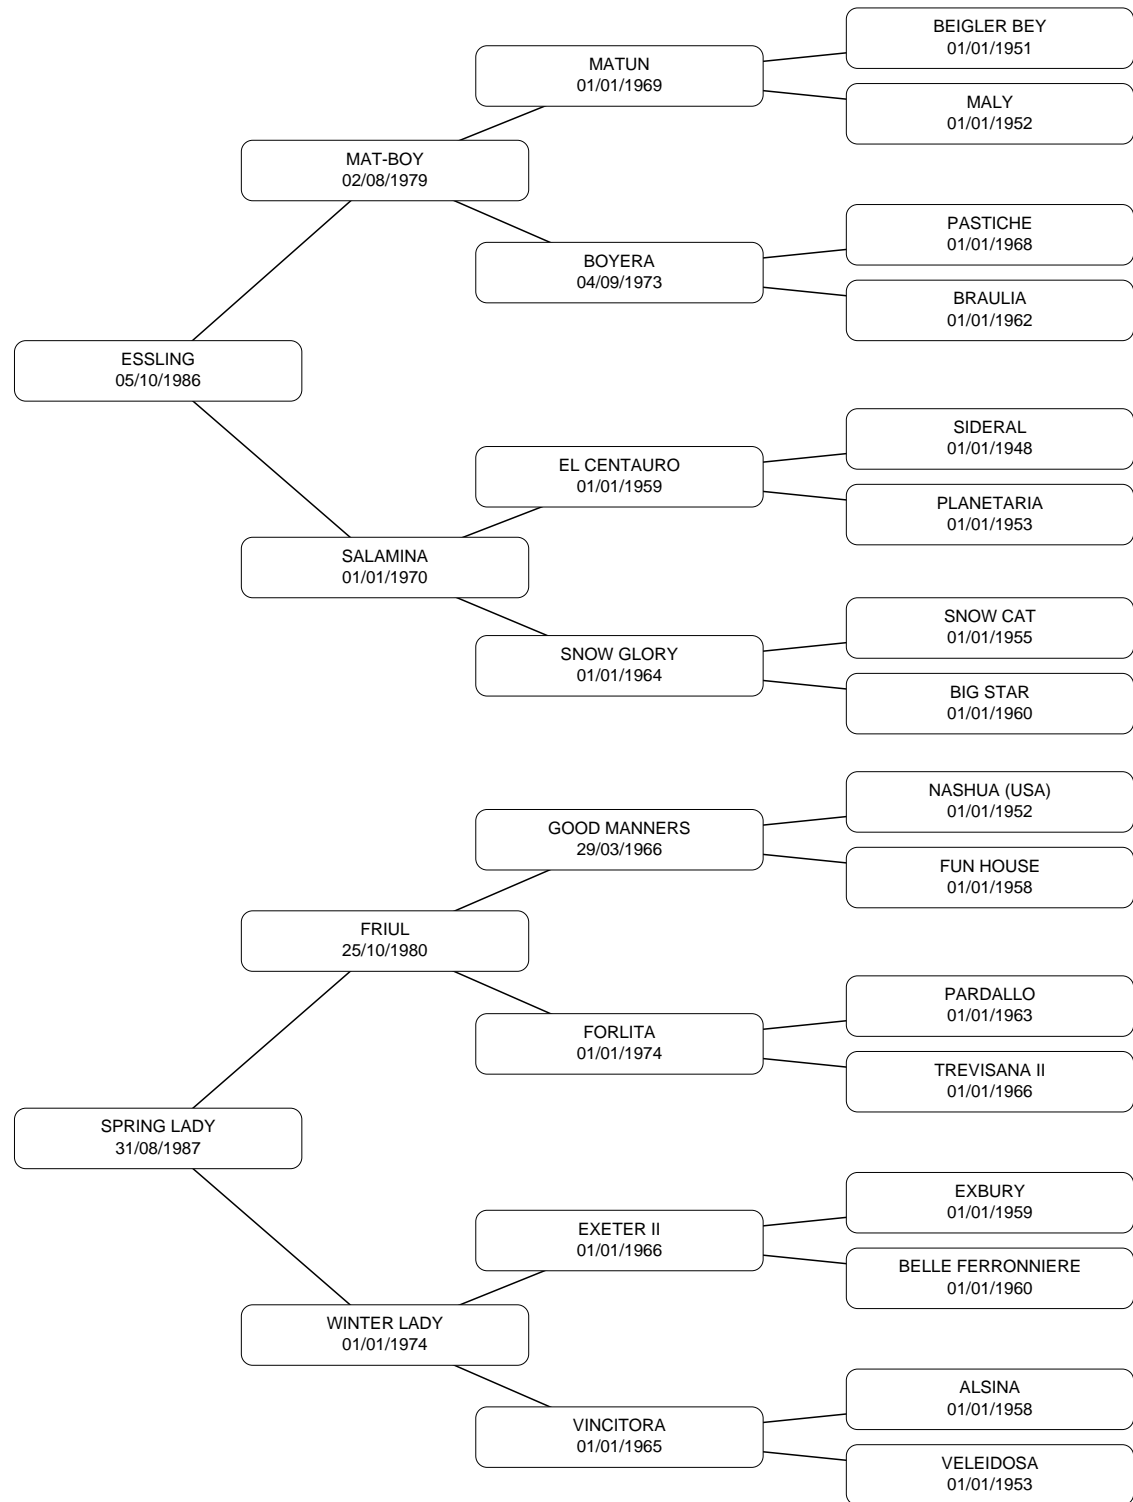 BEIGLER BEY
01/01/1951
MATUN
01/01/1969
MALY
01/01/1952
MAT-BOY
02/08/1979
PASTICHE
01/01/1968
BOYERA
04/09/1973
BRAULIA
01/01/1962
ESSLING
05/10/1986
SIDERAL
01/01/1948
EL CENTAURO
01/01/1959
PLANETARIA
01/01/1953
SALAMINA
01/01/1970
SNOW CAT
01/01/1955
SNOW GLORY
01/01/1964
BIG STAR
01/01/1960
NASHUA (USA)
01/01/1952
GOOD MANNERS
29/03/1966
FUN HOUSE
01/01/1958
FRIUL
25/10/1980
PARDALLO
01/01/1963
FORLITA
01/01/1974
TREVISANA II
01/01/1966
SPRING LADY
31/08/1987
EXBURY
01/01/1959
EXETER II
01/01/1966
BELLE FERRONNIERE
01/01/1960
WINTER LADY
01/01/1974
ALSINA
01/01/1958
VINCITORA
01/01/1965
VELEIDOSA
01/01/1953